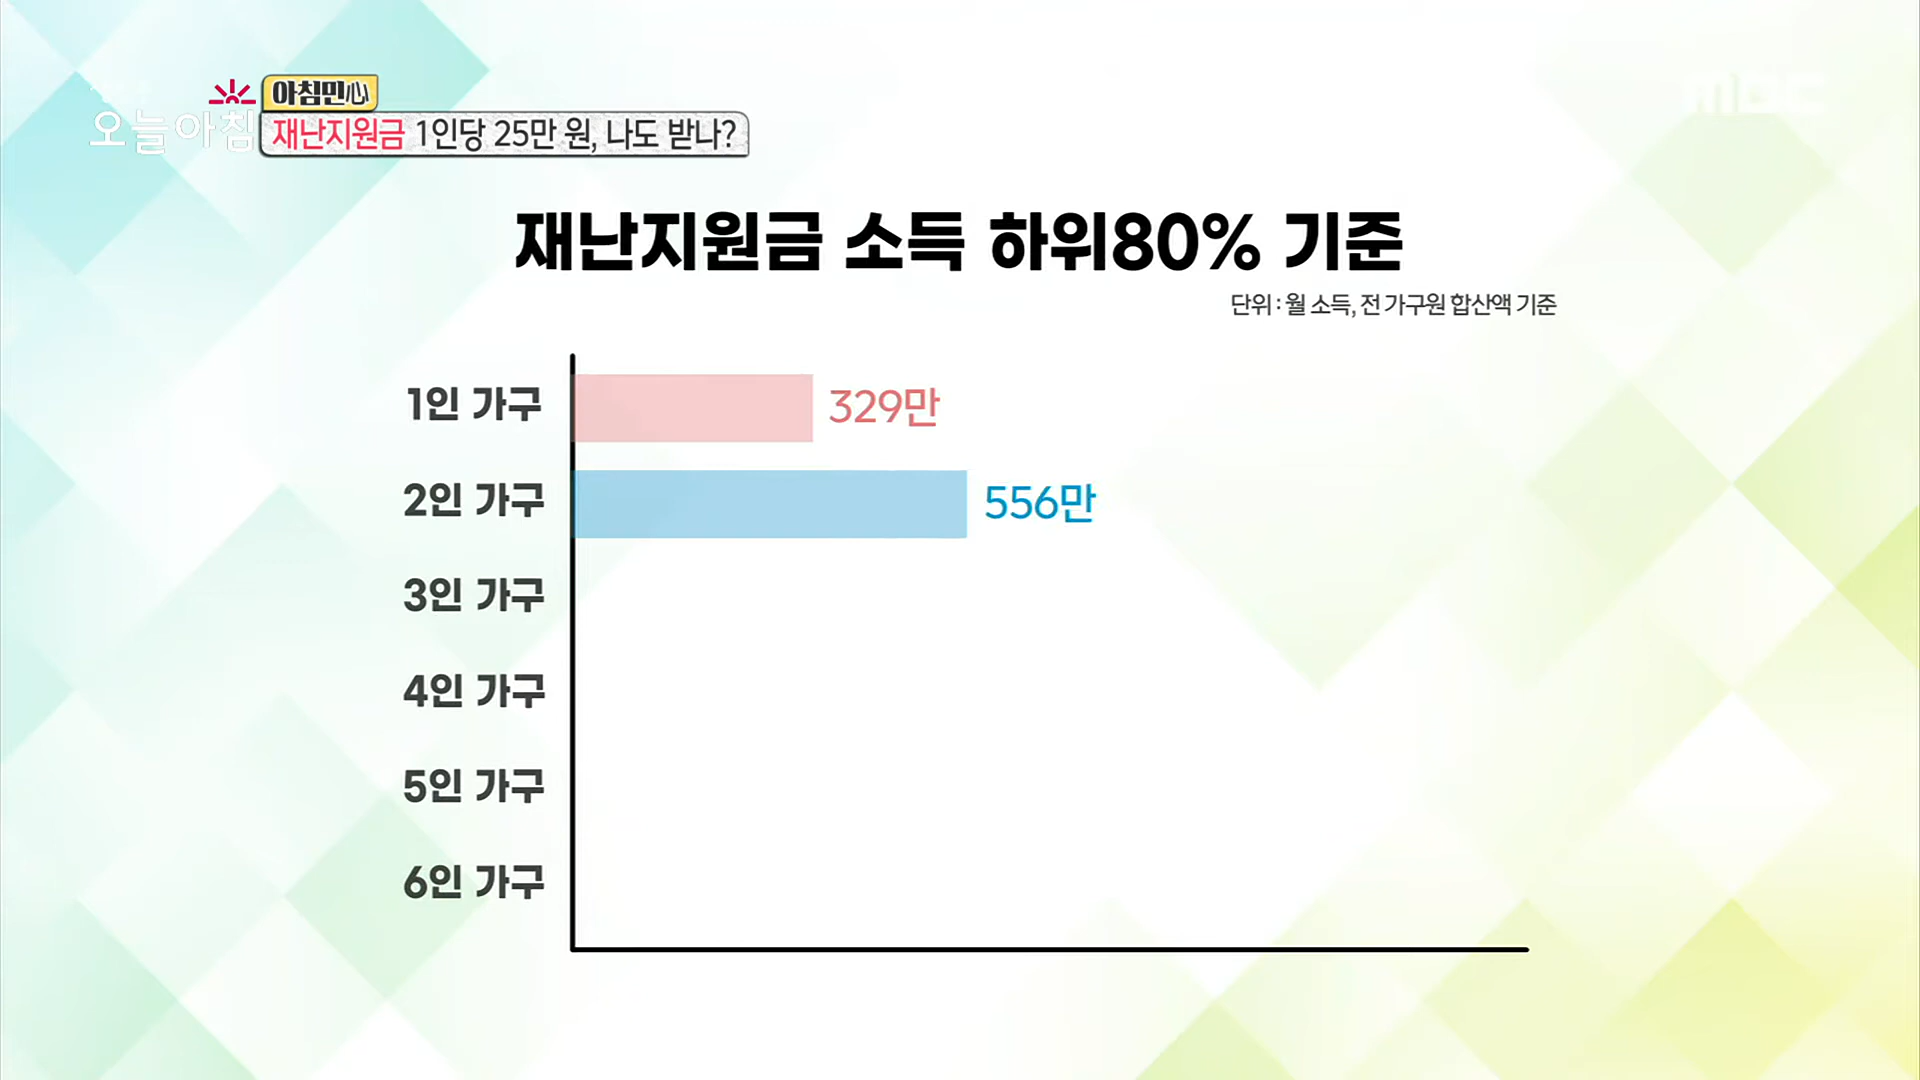 아침민心
오늘아침
재난지원금 1인당 25만 원, 나도 받나?
MBC
재난지원금 소득 하위80% 기준
단위 : 월 소득, 전 가구원 합산액 기준
1인 가구 329만
2인 가구 556만
3인 가구
4인 가구
5인 가구
6인 가구